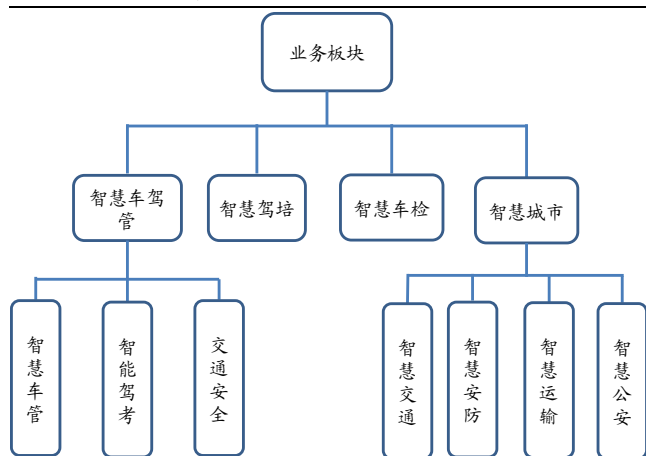 业务板块
智慧车驾
管
智慧驾培
智慧车检
智慧城市
智慧车管
智能驾考
交通安全
智慧交通
智慧安防
智慧运输
智慧公安